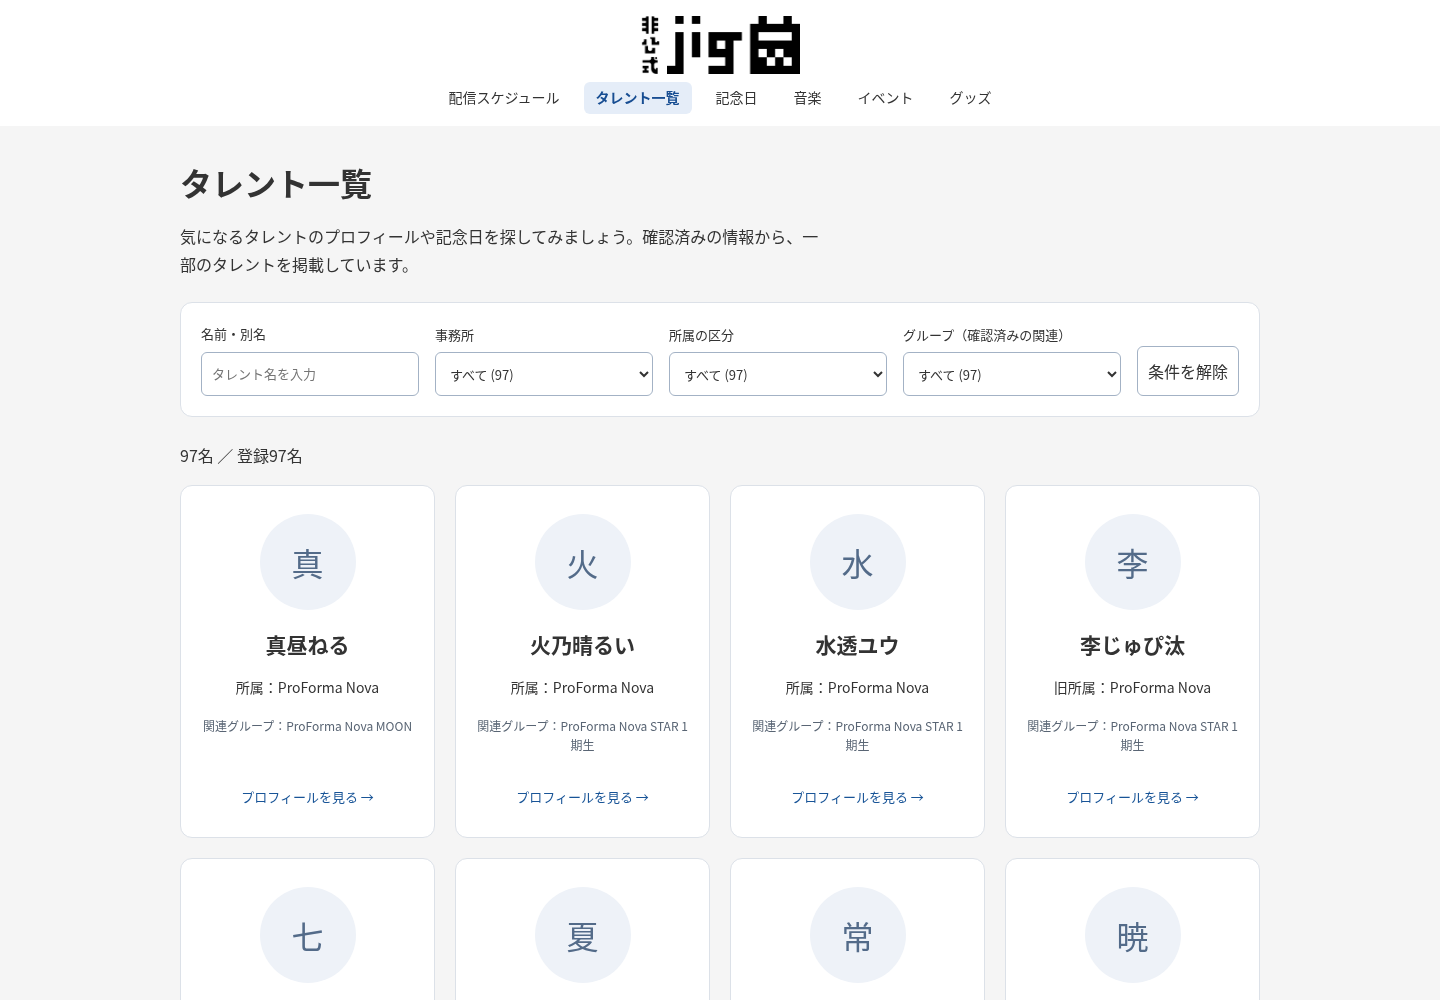 非公式
配信スケジュール
タレント一覧
記念日
音楽
イベント
グッズ
タレント一覧
気になるタレントのプロフィールや記念日を探してみましょう。確認済みの情報から、一
部のタレントを掲載しています。
名前・別名
事務所
所属の区分
グループ（確認済みの関連）
タレント名を入力
すべて (97)
すべて (97)
すべて (97)
条件を解除
97名 ／ 登録97名
真
火
水
李
真昼ねる
火乃晴るい
水透ユウ
李じゅぴ汰
所属：ProForma Nova
所属：ProForma Nova
所属：ProForma Nova
旧所属：ProForma Nova
関連グループ：ProForma Nova MOON
関連グループ：ProForma Nova STAR 1
期生
関連グループ：ProForma Nova STAR 1
期生
関連グループ：ProForma Nova STAR 1
期生
プロフィールを見る →
プロフィールを見る →
プロフィールを見る →
プロフィールを見る →
七
夏
常
暁